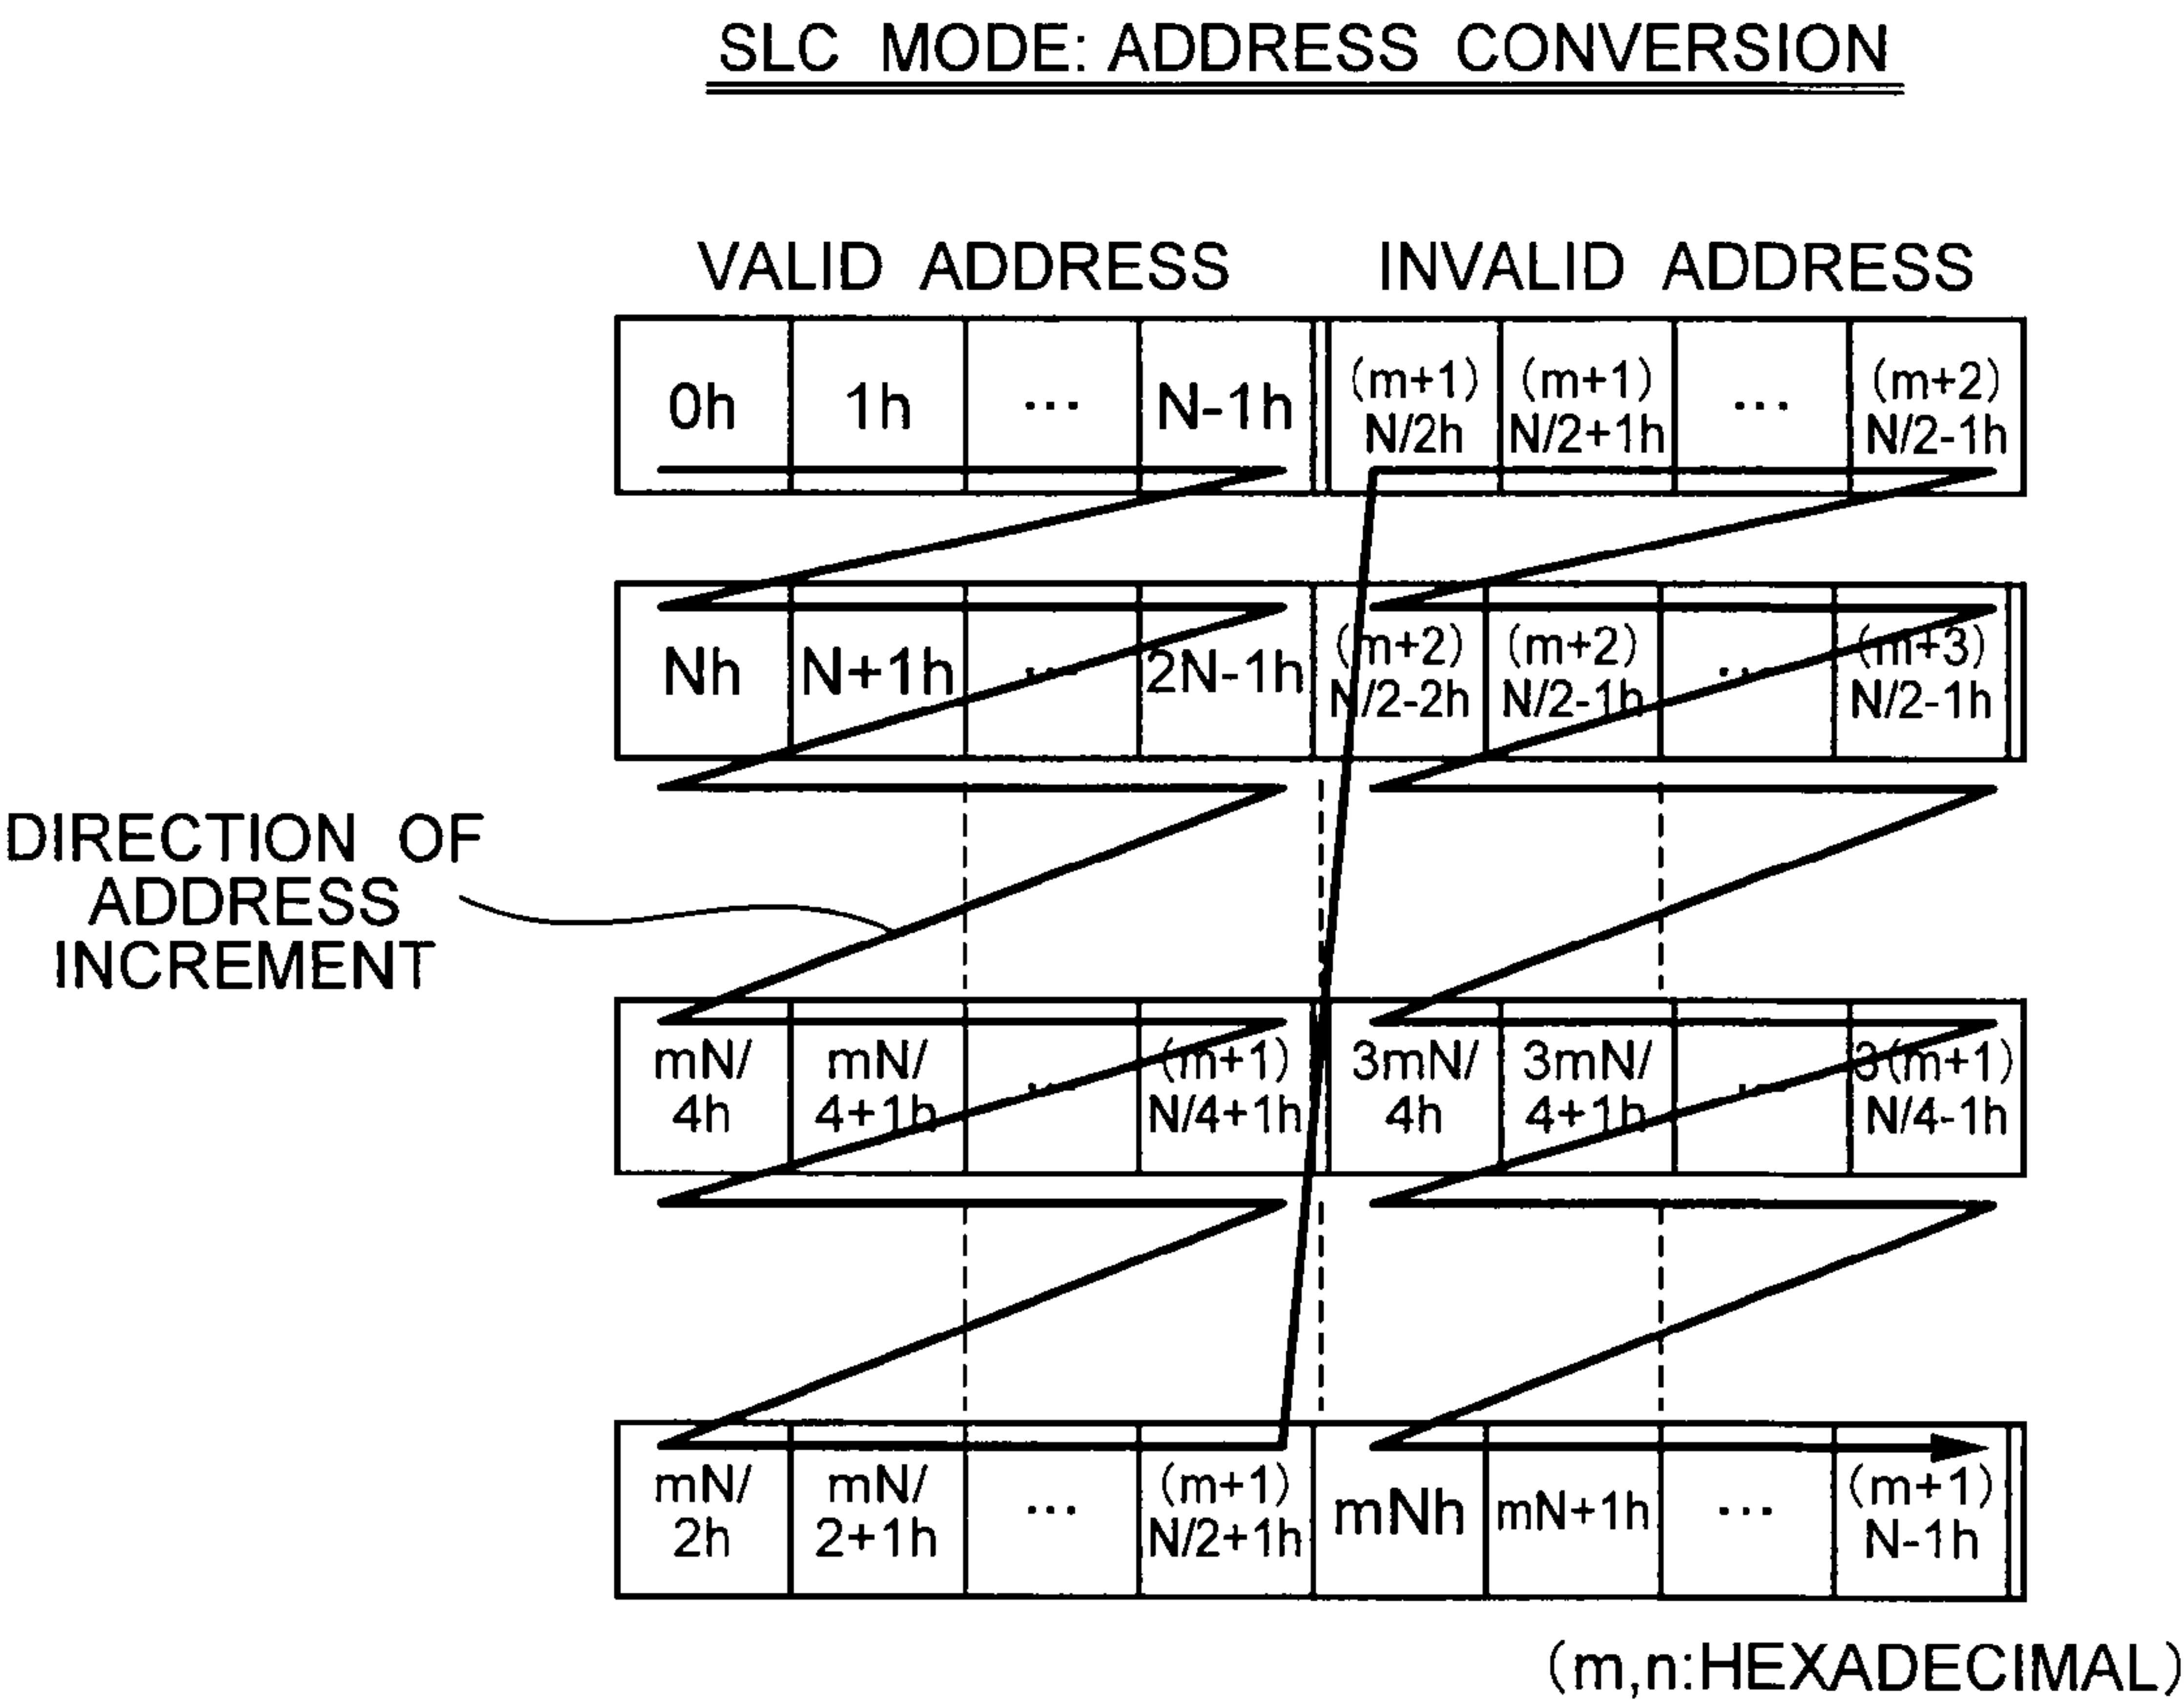 SLC MODE: ADDRESS CONVERSION
VALID ADDRESS
INVALID ADDRESS
0h
1h
...
N-1h
(m+1)
N/2h
(m+1)
N/2+1h
...
(m+2)
N/2-1h
Nh
N+1h
...
2N-1h
(m+2)
N/2-2h
(m+2)
N/2-1h
...
(m+3)
N/2-1h
DIRECTION OF
ADDRESS
INCREMENT
mN/
4h
mN/
4+1h
...
(m+1)
N/4+1h
3mN/
4h
3mN/
4+1h
...
3(m+1)
N/4-1h
mN/
2h
mN/
2+1h
...
(m+1)
N/2+1h
mNh
mN+1h
...
(m+1)
N-1h
(m,n:HEXADECIMAL)